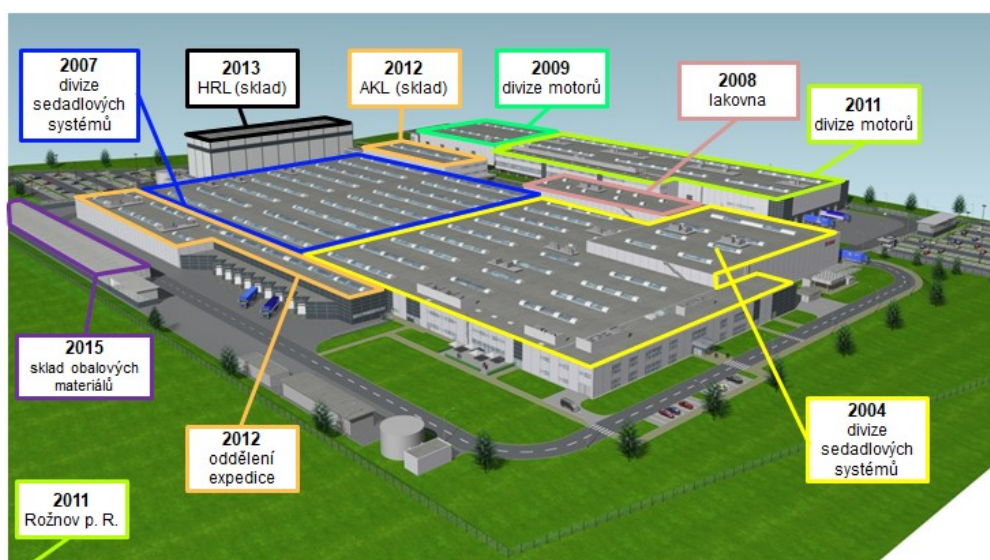 2007
divize
sedadlových
systémů
2013
HRL (sklad)
2012
AKL (sklad)
2009
divize motorů
2008
lakovna
2011
divize motorů
2015
sklad obalových
materiálů
2012
oddělení
expedice
2004
divize
sedadlových
systémů
2011
Rožnov p. R.